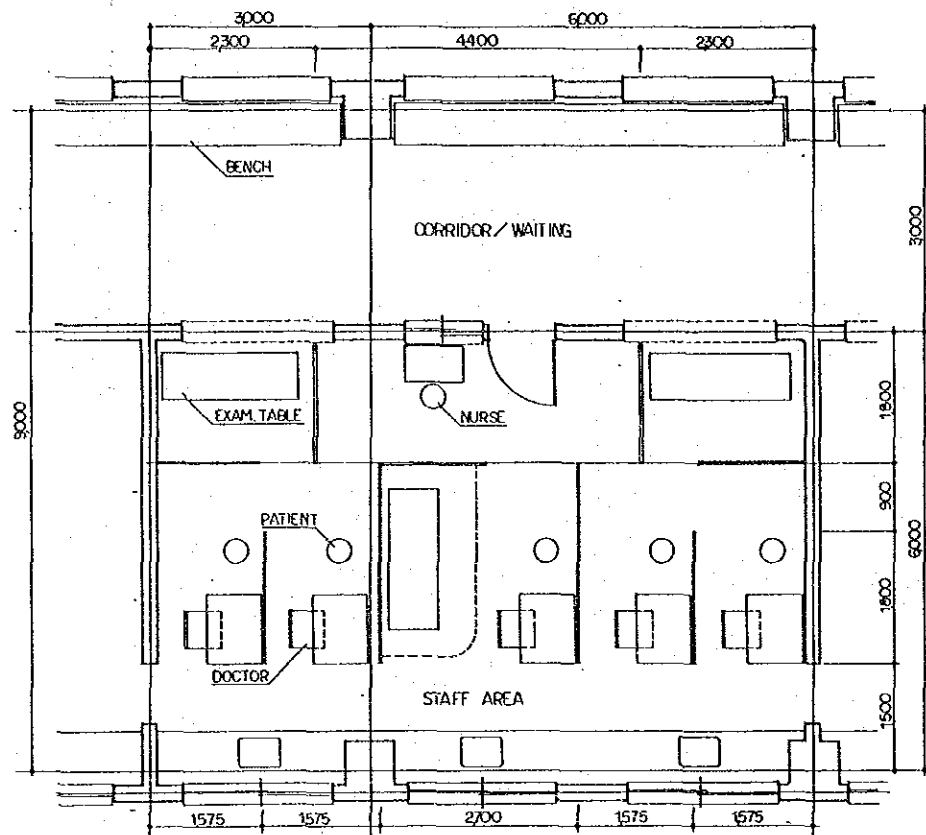 3000
6000
2300
4400
2300
BENCH
CORRIDOR / WAITING
3000
9000
EXAM. TABLE
NURSE
1800
PATIENT
900
6000
1800
DOCTOR
STAFF AREA
1500
1575
1575
2700
1575
1575